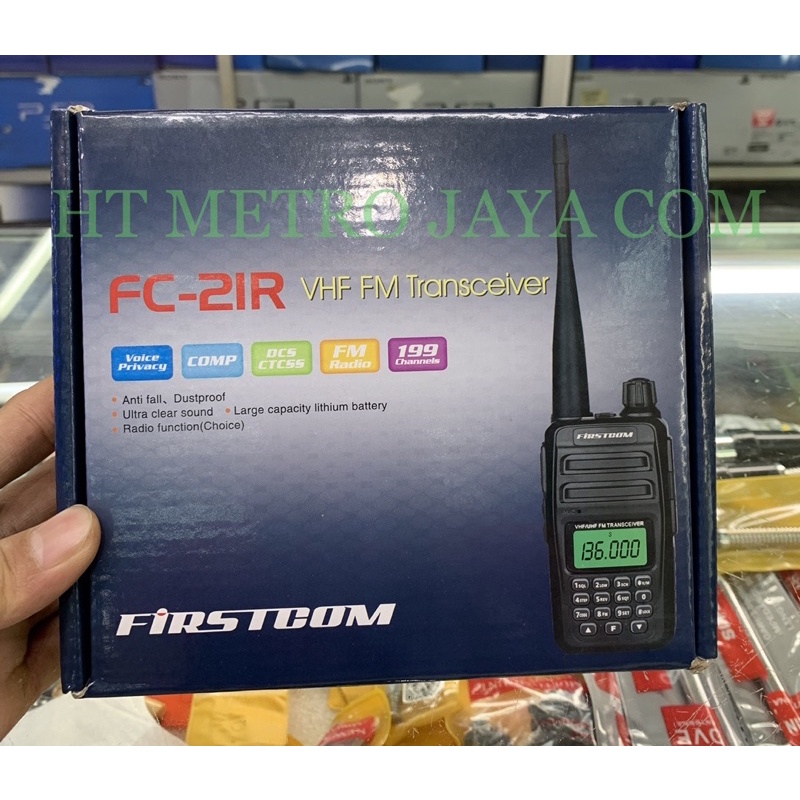 HT METRO JAYA COM
FC-21R VHF FM Transceiver
Voice Privacy
COMP
DCS CTCSS
FM Radio
199 Channels
• Anti fall、Dustproof
• Ultra clear sound • Large capacity lithium battery
• Radio function(Choice)
FIRSTCOM
VHF/UHF FM TRANSCEIVER
136.000
FIRSTCOM